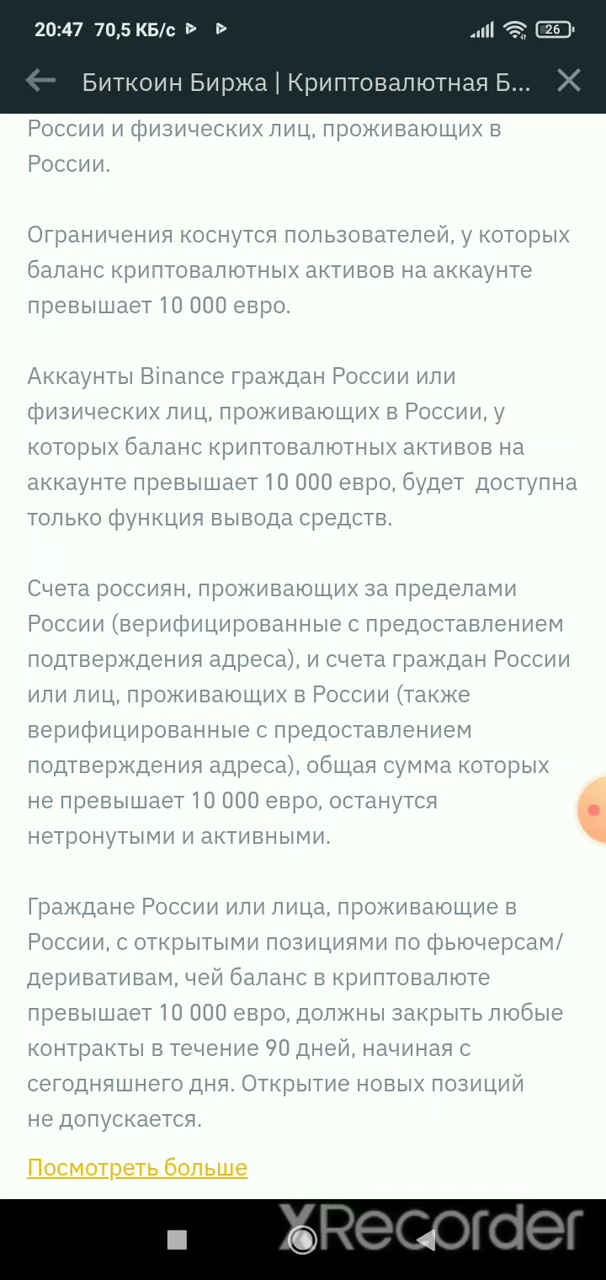 20:47 70,5 КБ/с 26
Биткоин Биржа | Криптовалютная Б...
России и физических лиц, проживающих в
России.
Ограничения коснутся пользователей, у которых
баланс криптовалютных активов на аккаунте
превышает 10 000 евро.
Аккаунты Binance граждан России или
физических лиц, проживающих в России, у
которых баланс криптовалютных активов на
аккаунте превышает 10 000 евро, будет доступна
только функция вывода средств.
Счета россиян, проживающих за пределами
России (верифицированные с предоставлением
подтверждения адреса), и счета граждан России
или лиц, проживающих в России (также
верифицированные с предоставлением
подтверждения адреса), общая сумма которых
не превышает 10 000 евро, останутся
нетронутыми и активными.
Граждане России или лица, проживающие в
России, с открытыми позициями по фьючерсам/
деривативам, чей баланс в криптовалюте
превышает 10 000 евро, должны закрыть любые
контракты в течение 90 дней, начиная с
сегодняшнего дня. Открытие новых позиций
не допускается.
Посмотреть больше
XRecorder